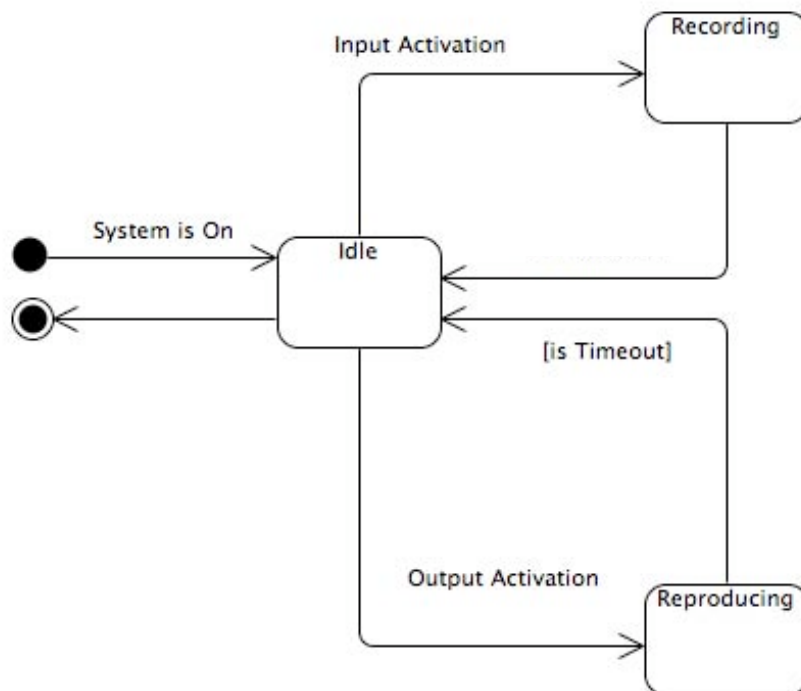 Recording
Input Activation
System is On
Idle
[is Timeout]
Output Activation
Reproducing